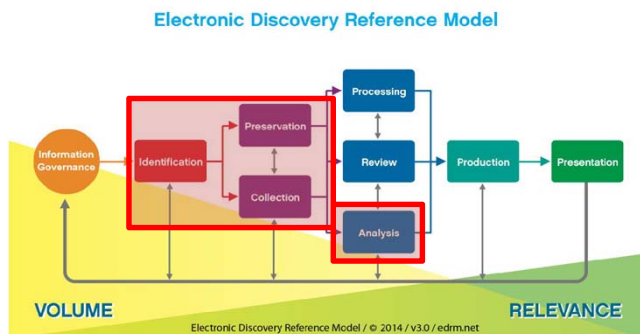 Electronic Discovery Reference Model
Processing
Preservation
Information
Governance
Identification
Review
Production
Presentation
Collection
Analysis
VOLUME
RELEVANCE
Electronic Discovery Reference Model / © 2014 / v3.0 / edrm.net